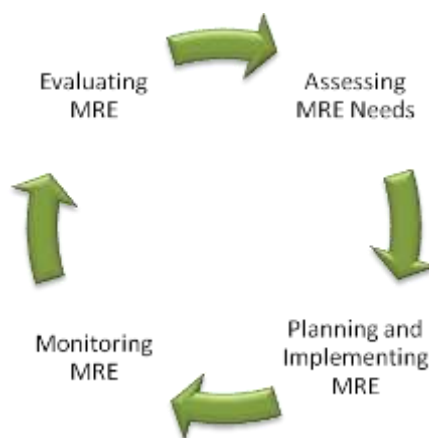 Evaluating
MRE
Assessing
MRE Needs
Planning and
Implementing
MRE
Monitoring
MRE